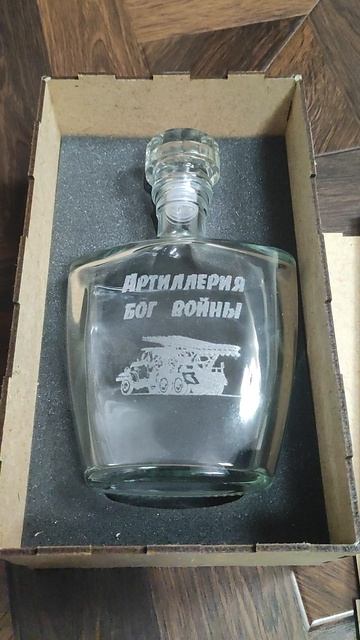 Артиллерия
бог войны